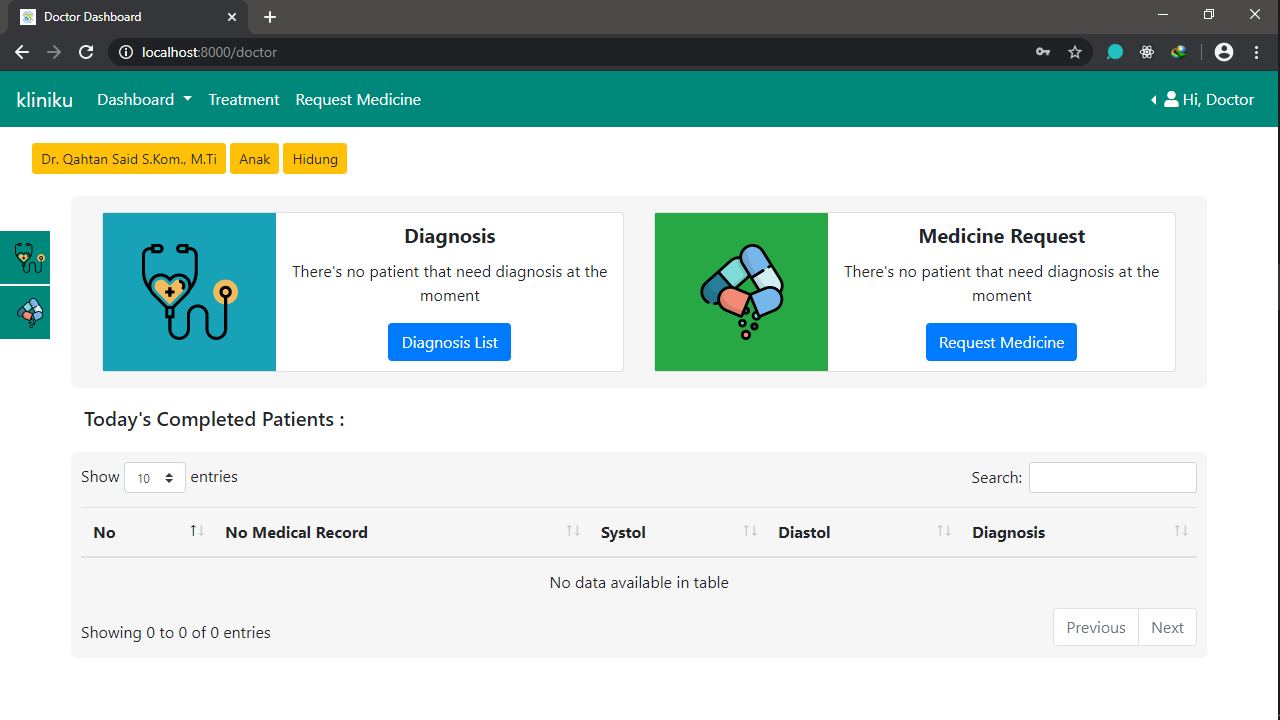 Doctor Dashboard
localhost:8000/doctor
kliniku Dashboard Treatment Request Medicine Hi, Doctor
Dr. Qahtan Said S.Kom., M.Ti Anak Hidung
Diagnosis
There's no patient that need diagnosis at the
moment
Diagnosis List
Medicine Request
There's no patient that need diagnosis at the
moment
Request Medicine
Today's Completed Patients :
Show 10 entries Search:
No No Medical Record Systol Diastol Diagnosis
No data available in table
Showing 0 to 0 of 0 entries Previous Next